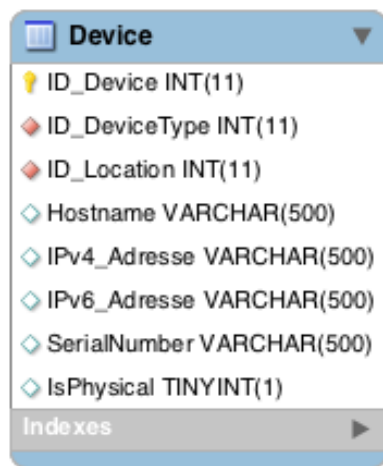 Device
ID_Device INT(11)
ID_DeviceType INT(11)
ID_Location INT(11)
Hostname VARCHAR(500)
IPv4_Adresse VARCHAR(500)
IPv6_Adresse VARCHAR(500)
SerialNumber VARCHAR(500)
IsPhysical TINYINT(1)
Indexes